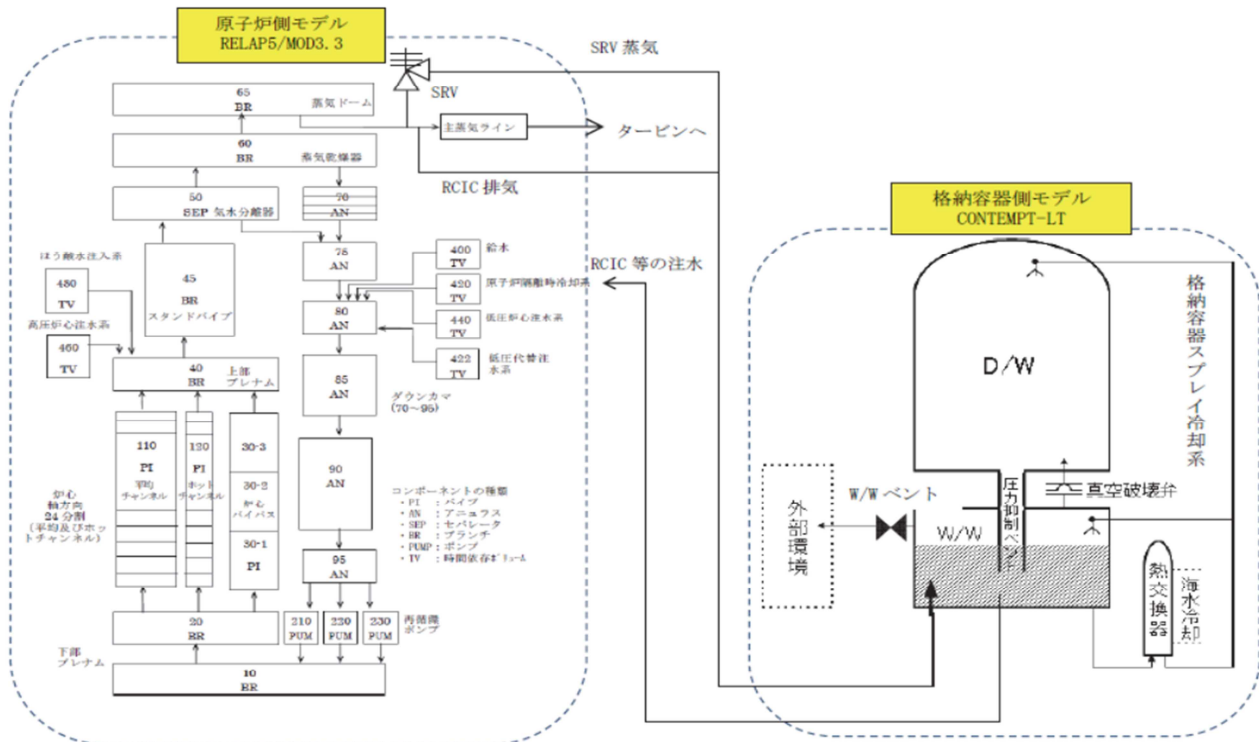 原子炉側モデル
RELAP5/MOD3.3
SRV 蒸気
SRV
65
BR
蒸気ドーム
主蒸気ライン
タービンへ
60
BR
蒸気乾燥器
RCIC 排気
50
SEP 気水分離器
70
AN
75
AN
400
TV
給水
420
TV
原子炉隔離時冷却系
RCIC 等の注水
ほう酸水注入系
480
TV
45
BR
スタンドパイプ
80
AN
440
TV
低圧炉心注水系
高圧炉心注水系
460
TV
422
TV
低圧代替注
水系
40
BR
上部
プレナム
85
AN
ダウンカマ
(70～95)
110
PI
平均
チャンネル
120
PI
ホット
チャンネル
30-3
30-2
炉心
バイパス
30-1
PI
90
AN
炉心
軸方向
24分割
(平均及びホッ
トチャンネル)
コンポーネントの種類
・PI : パイプ
・AN : アニュラス
・SEP : セパレータ
・BR : ブランチ
・PUMP : ポンプ
・TV : 時間依存ボリューム
95
AN
20
BR
210
PUM
220
PUM
230
PUM
再循環
ポンプ
下部
プレナム
10
BR
格納容器側モデル
CONTEMPT-LT
格納容器スプレイ冷却系
D/W
W/Wベント
圧力抑制ベント
真空破壊弁
外部環境
W/W
熱交換器
海水冷却